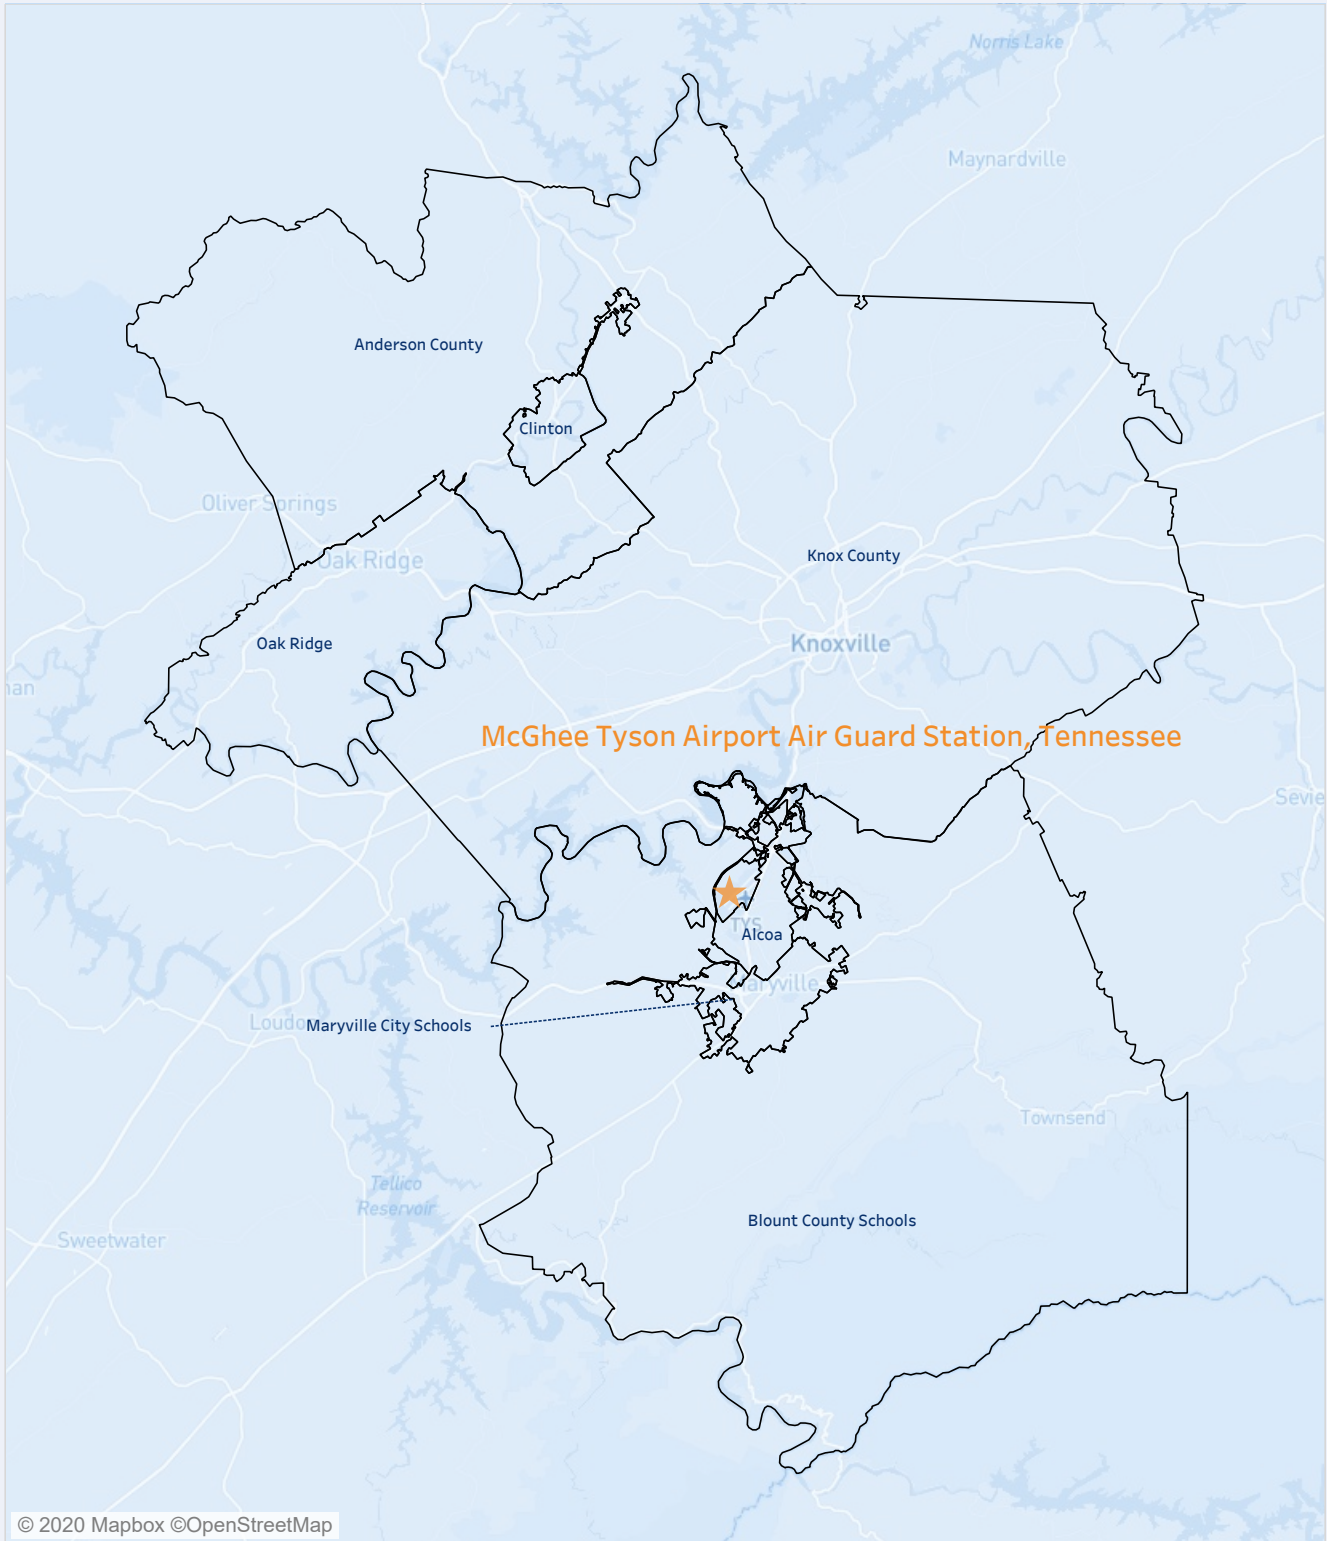 Norris Lake
Maynardville
Anderson County
Clinton
Oliver Springs
Oak Ridge
Knox County
Oak Ridge
Knoxville
McGhee Tyson Airport Air Guard Station, Tennessee
Sevie
TYS
Alcoa
aryville
Loudo
Maryville City Schools
Townsend
Tellico
Reservoir
Blount County Schools
Sweetwater
© 2020 Mapbox ©OpenStreetMap